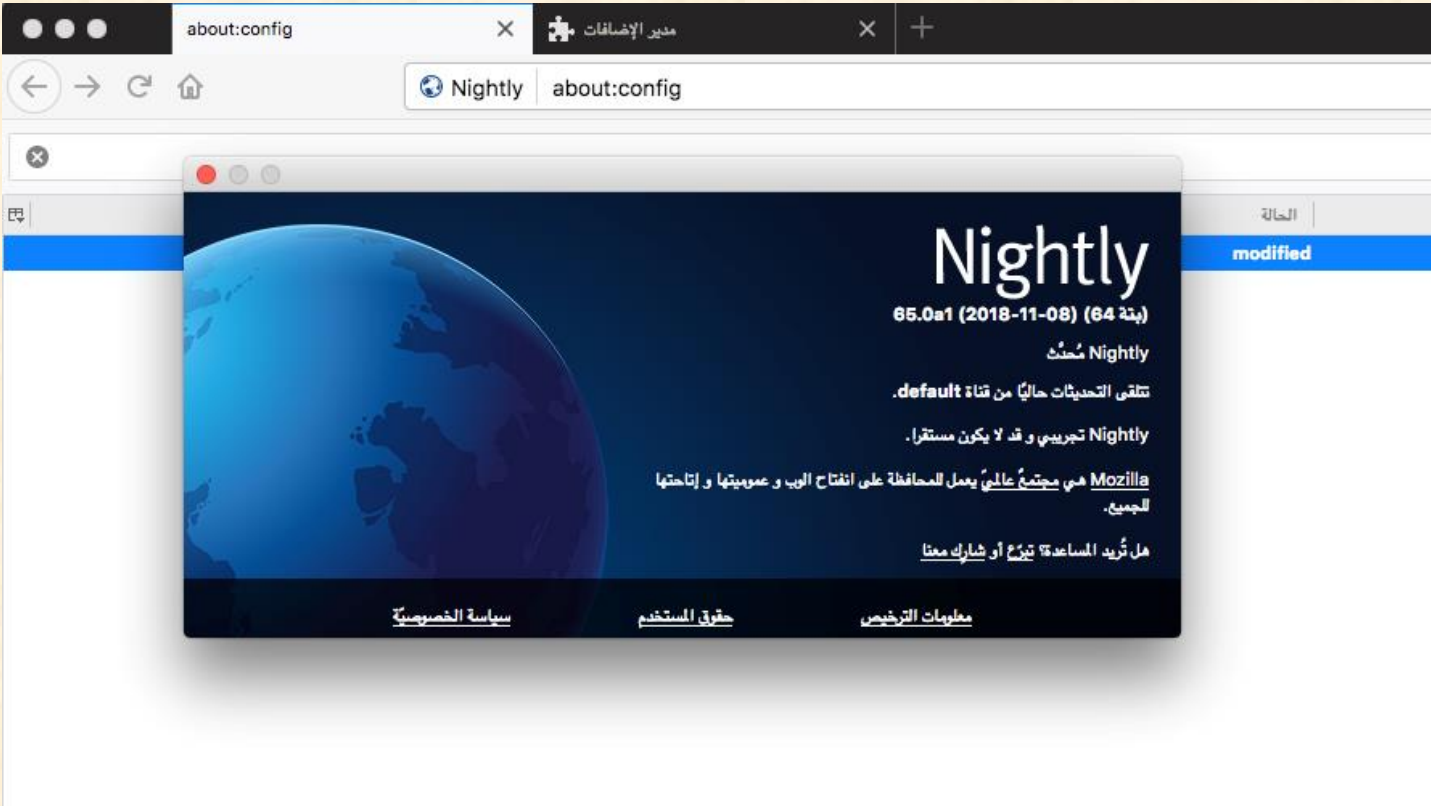 about:config
مدير الإضافات
Nightly
about:config
الحالة
modified
Nightly
65.0a1 (2018-11-08) (64 بتة)
Nightly مُحدَّث
تتلقى التحديثات حاليًا من قناة default.
Nightly تجريبي و قد لا يكون مستقرا.
Mozilla هي مجتمعٌ عالميّ يعمل للمحافظة على انفتاح الوب و عموميتها و إتاحتها
للجميع.
هل تُريد المساعدة؟ تبرّع أو شارِك معنا
معلومات الترخيص
حقوق المستخدم
سياسة الخصوصيّة